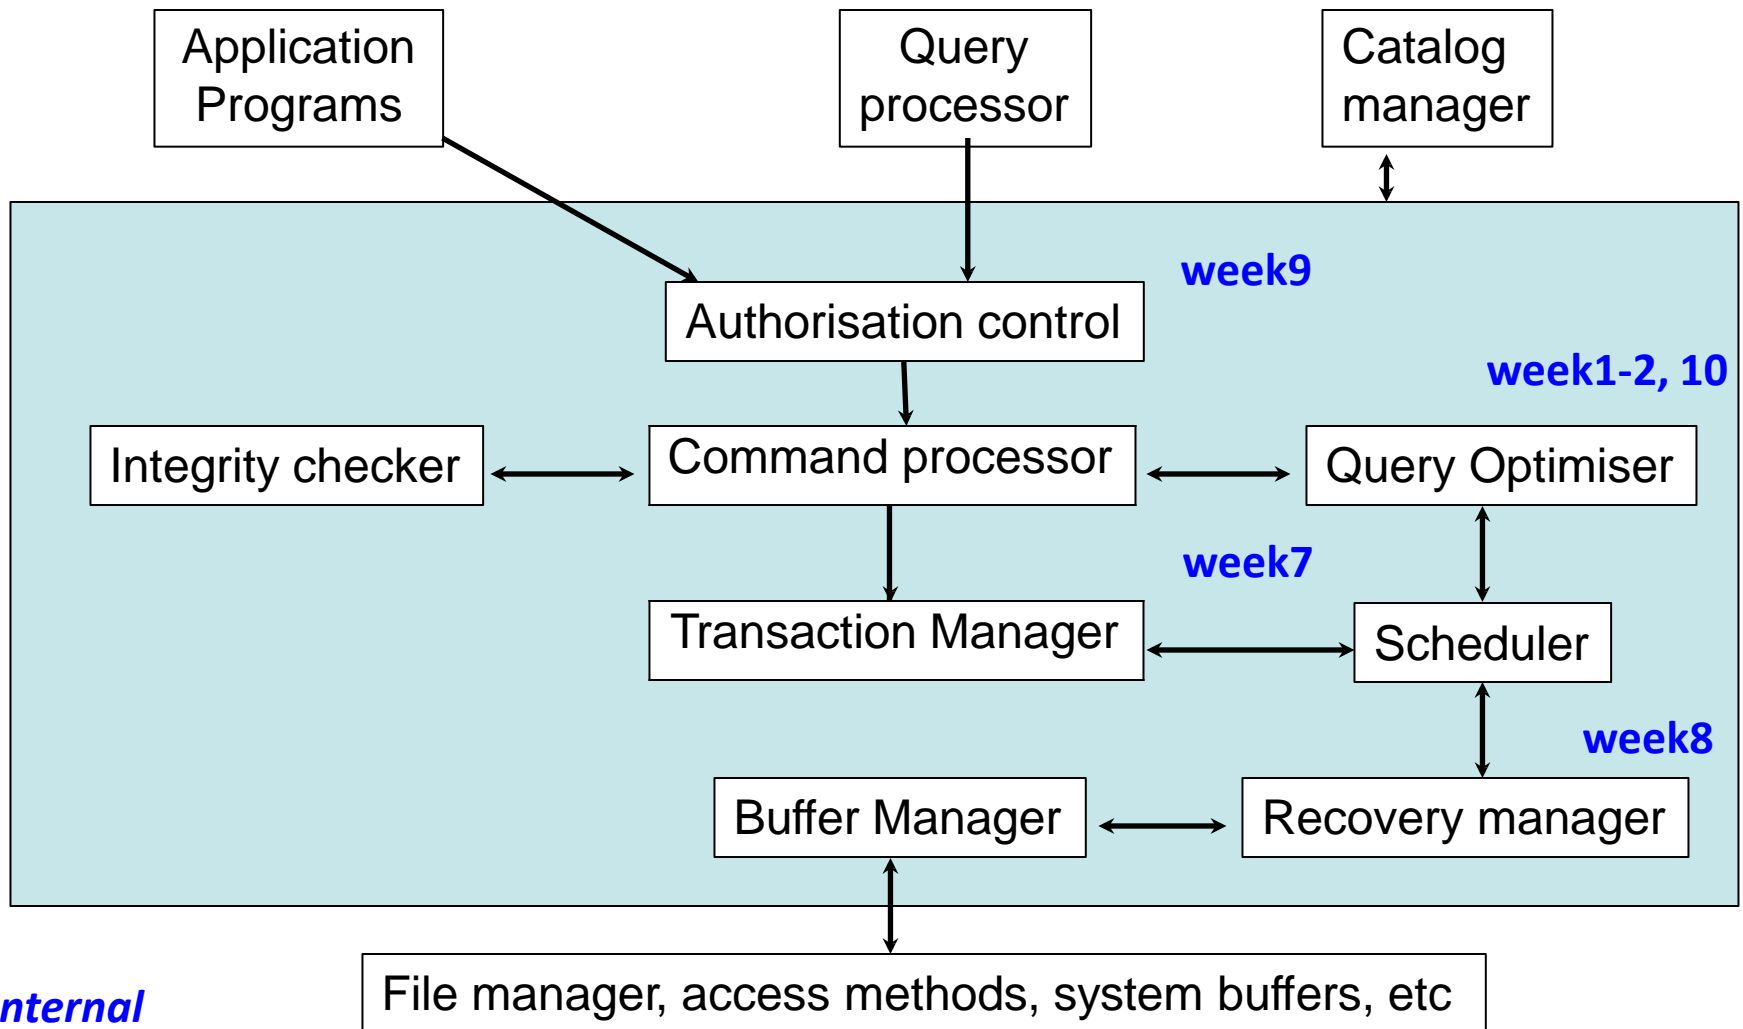 Application
Programs
Query
processor
Catalog
manager
week9
Authorisation control
week1-2, 10
Integrity checker
Command processor
Query Optimiser
week7
Transaction Manager
Scheduler
week8
Buffer Manager
Recovery manager
nternal
File manager, access methods, system buffers, etc